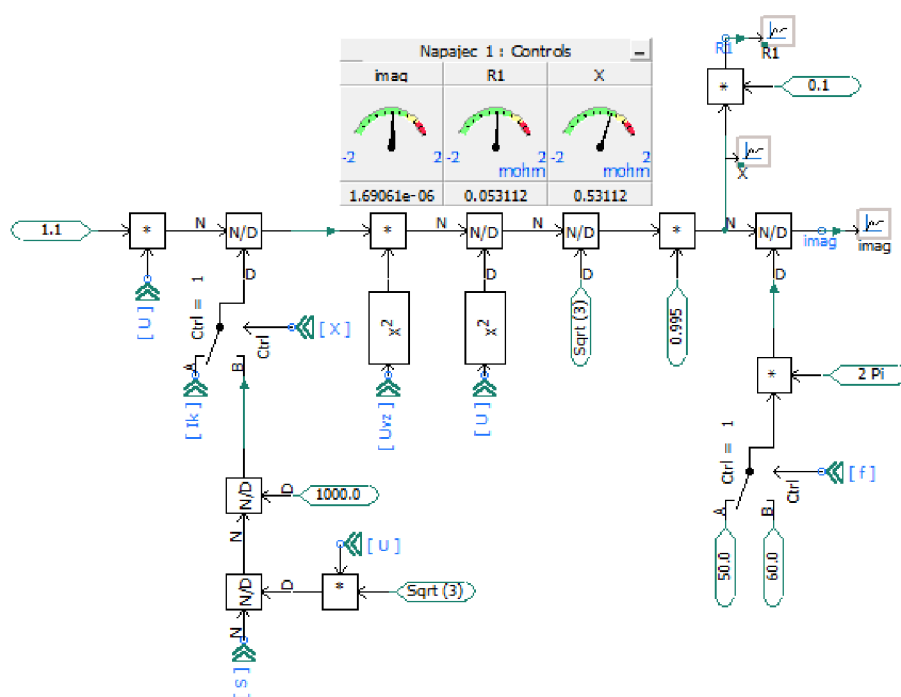 Napajec 1 : Controls
imag R1 X
-2 2 -2 2 -2 2
mohm mohm
1.69061e-06 0.053112 0.53112
R1
R1
*
0.1
X
1.1
*
N
N/D
*
N
N/D
N
N/D
*
N
N/D
imag
imag
D
D
D
D
[ U ]
Ctrl = 1
[ X ]
Ctrl
A
B
[ Ik ]
x²
[ Uvz ]
x²
[ U ]
Sqrt (3)
0.995
*
2 Pi
Ctrl = 1
[ f ]
Ctrl
A
B
50.0
60.0
N/D
D
1000.0
N
[ U ]
N/D
D
*
Sqrt (3)
N
[ S ]